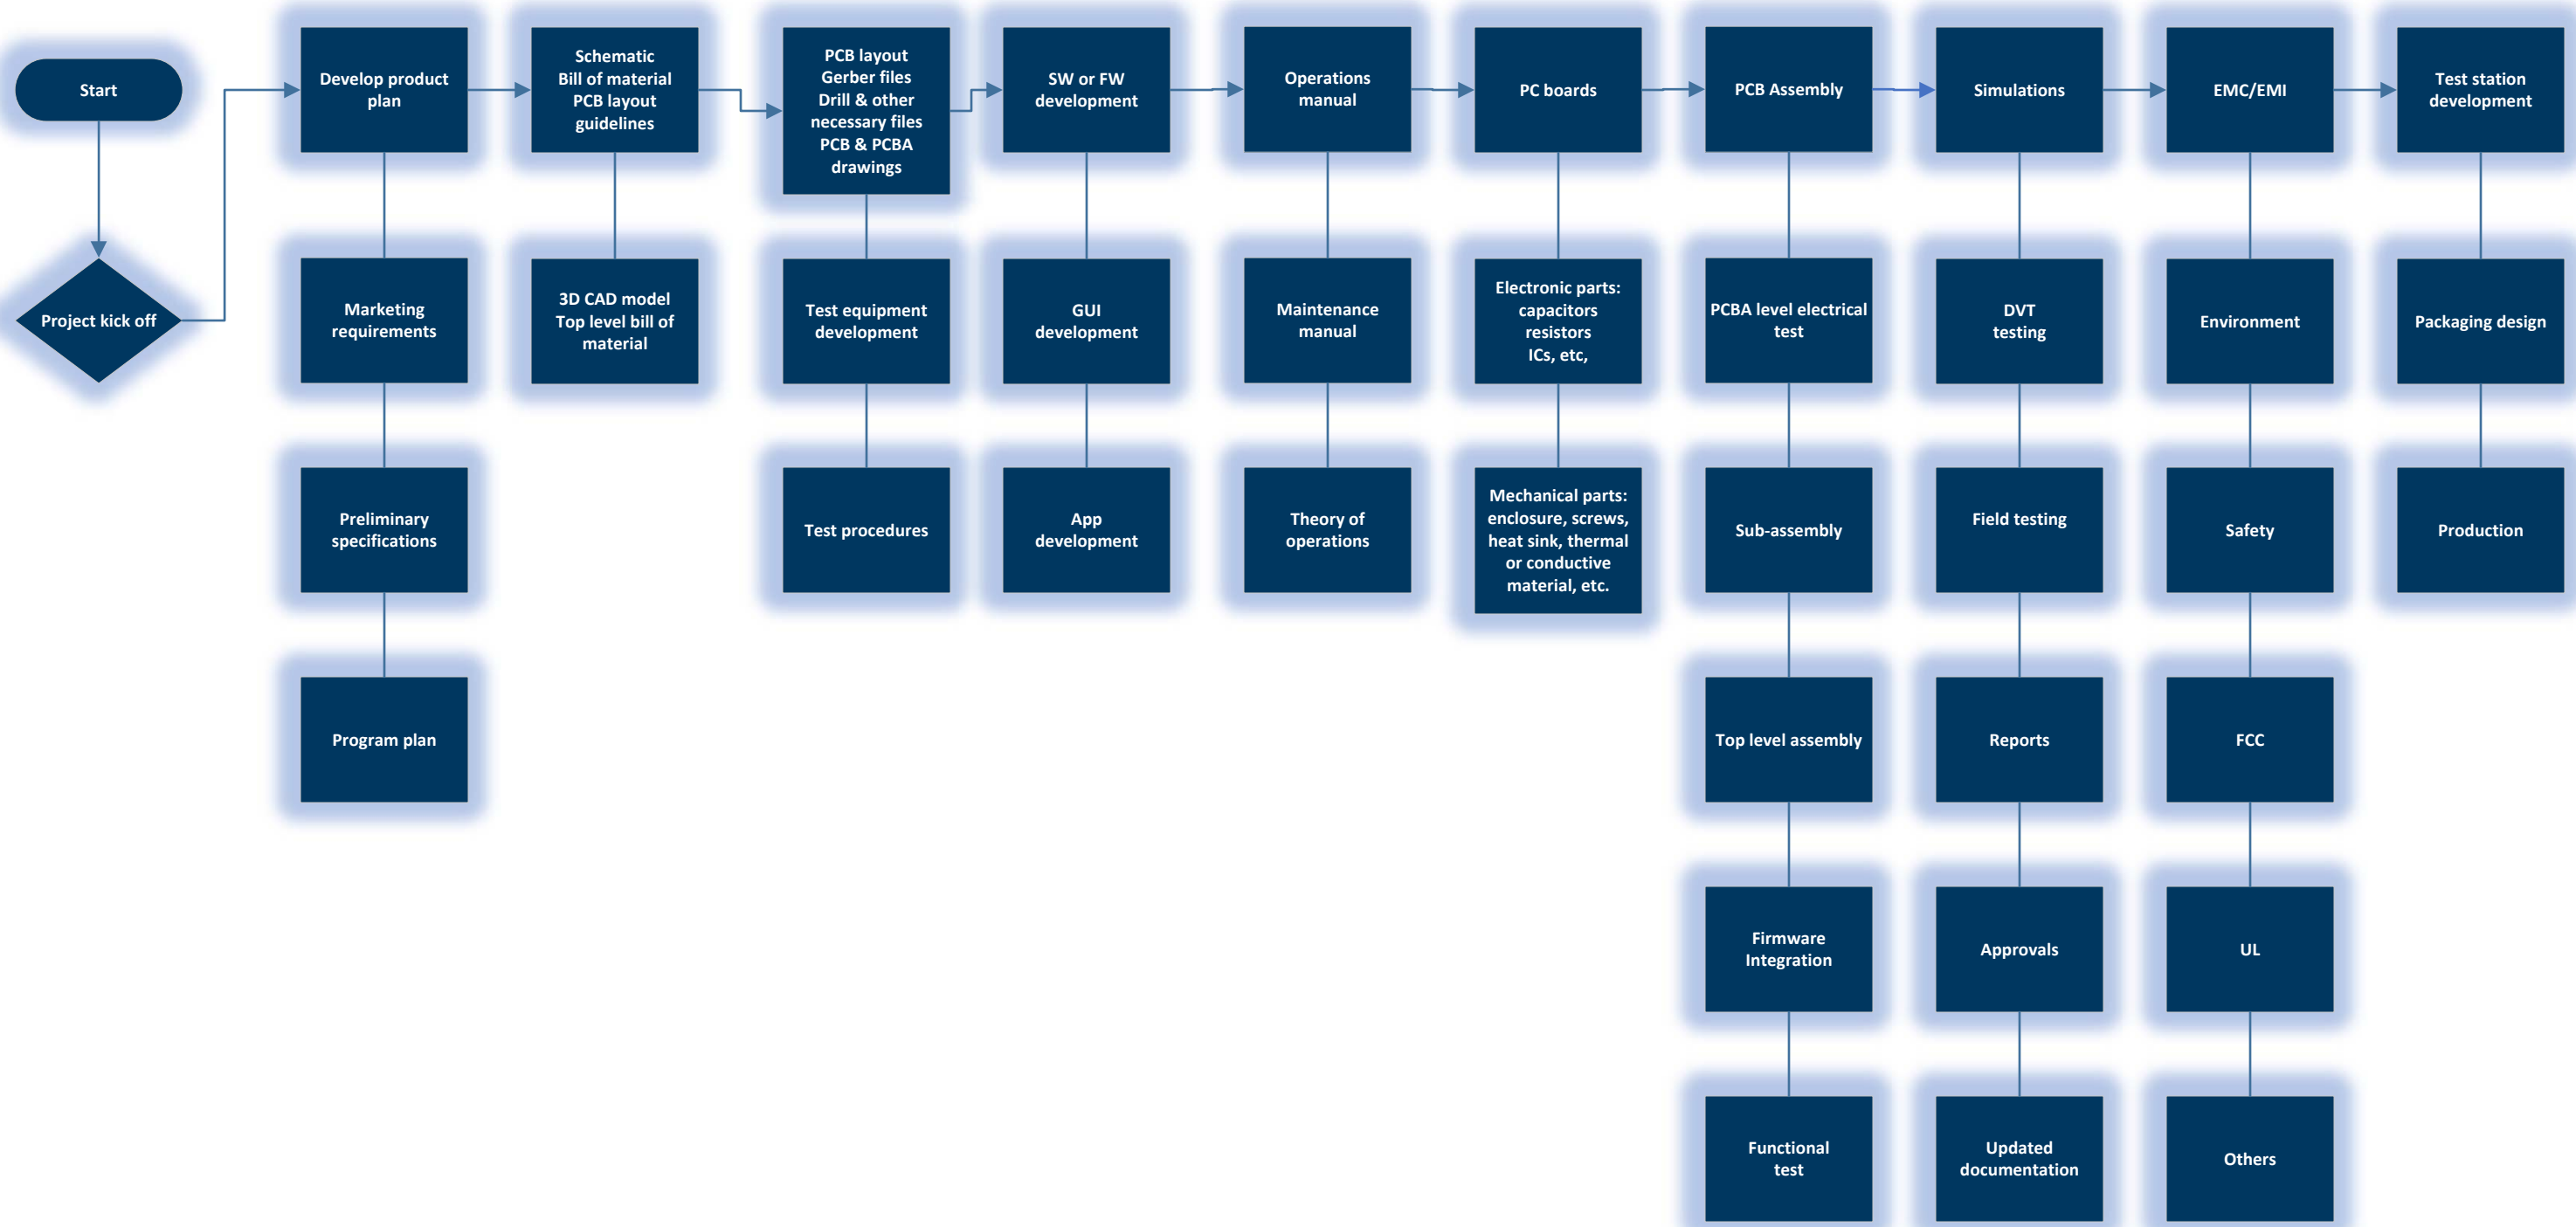 Start
Project kick off
Develop product
plan
Marketing
requirements
Preliminary
specifications
Program plan
Schematic
Bill of material
PCB layout
guidelines
3D CAD model
Top level bill of
material
PCB layout
Gerber files
Drill & other
necessary files
PCB & PCBA
drawings
Test equipment
development
Test procedures
SW or FW
development
GUI
development
App
development
Operations
manual
Maintenance
manual
Theory of
operations
PC boards
Electronic parts:
capacitors
resistors
ICs, etc,
Mechanical parts:
enclosure, screws,
heat sink, thermal
or conductive
material, etc.
PCB Assembly
PCBA level electrical
test
Sub-assembly
Top level assembly
Firmware
Integration
Functional
test
Simulations
DVT
testing
Field testing
Reports
Approvals
Updated
documentation
EMC/EMI
Environment
Safety
FCC
UL
Others
Test station
development
Packaging design
Production